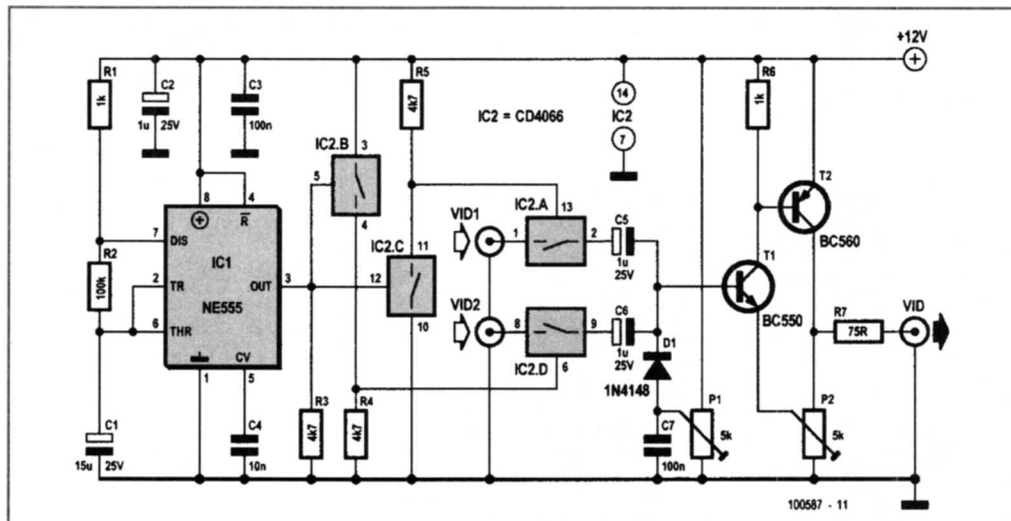 +12V
R1
1k
C2
1u
25V
C3
100n
R5
4k7
IC2 = CD4066
14
IC2
7
R6
1k
IC2.B
3
5
4
T2
BC560
8
4
R
7
DIS
R2
100k
2
TR
6
THR
IC1
NE555
OUT
3
CV
1
5
IC2.C
11
12
10
VID1
IC2.A
13
1
2
C5
1u
25V
VID2
8
9
IC2.D
6
C6
1u
25V
T1
BC550
D1
1N4148
R7
75R
VID
C1
15u
25V
C4
10n
R3
4k7
R4
4k7
C7
100n
P1
5k
P2
5k
100587 - 11